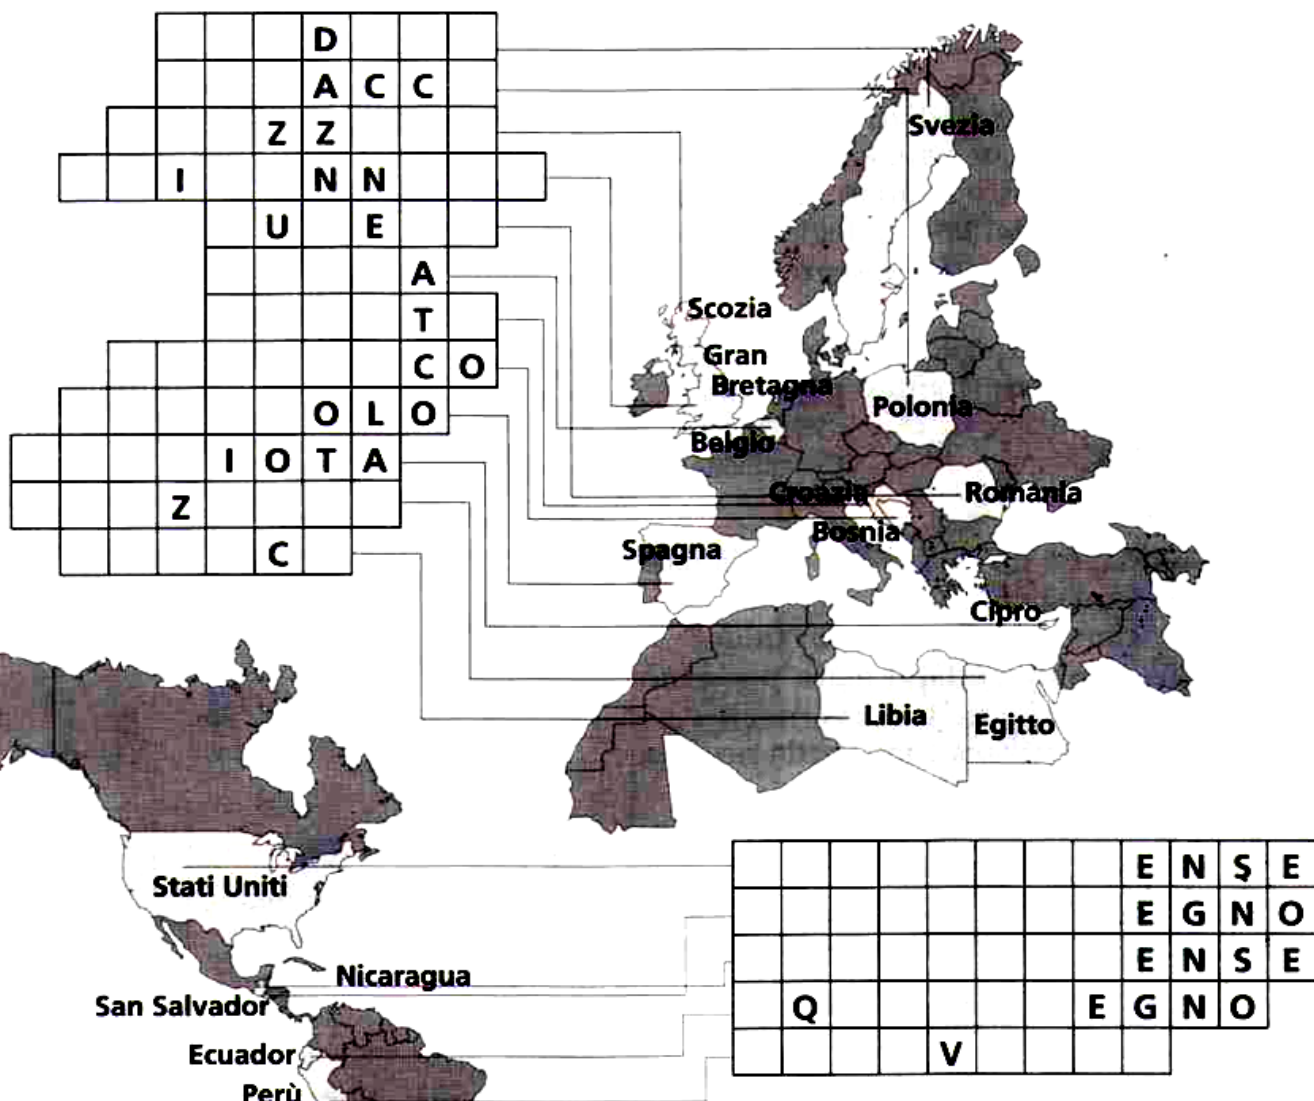 D
A C C
Z Z
I N N
U E
A
T
C O
O L O
I O T A
Z
C
Svezia
Scozia
Gran
Bretagna
Polonia
Belgio
Croazia
Romania
Bosnia
Spagna
Cipro
Libia
Egitto
Stati Uniti
Nicaragua
San Salvador
Ecuador
Perù
E N S E
E G N O
E N S E
Q E G N O
V